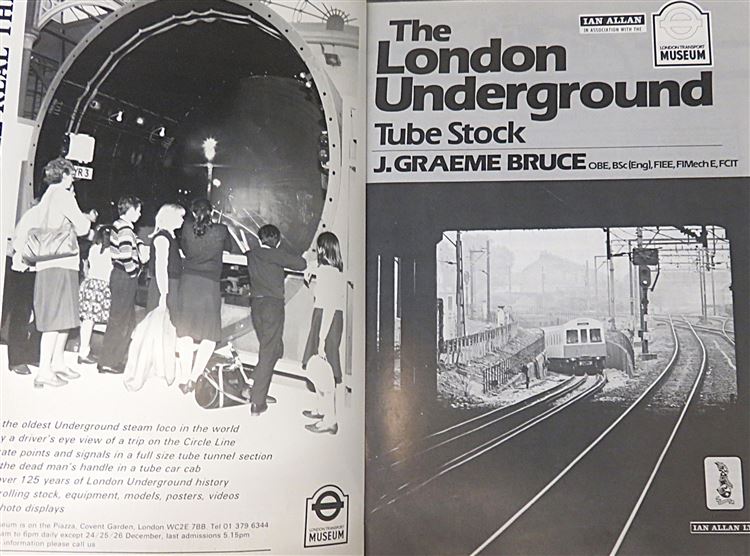 E REAL TH
YR 3
the oldest Underground steam loco in the world
y a driver's eye view of a trip on the Circle Line
ate points and signals in a full size tube tunnel section
the dead man's handle in a tube car cab
over 125 years of London Underground history
rolling stock, equipment, models, posters, videos
photo displays
useum is on the Piazza, Covent Garden, London WC2E 7BB. Tel 01 379 6344
am to 6pm daily except 24/25/26 December, last admissions 5.15pm
information please call us
LONDON TRANSPORT
MUSEUM
IAN ALLAN
IN ASSOCIATION WITH THE
LONDON TRANSPORT
MUSEUM
The
London
Underground
Tube Stock
J. GRAEME BRUCE OBE, BSc(Eng), FIEE, FIMech E, FCIT
IAN ALLAN LT